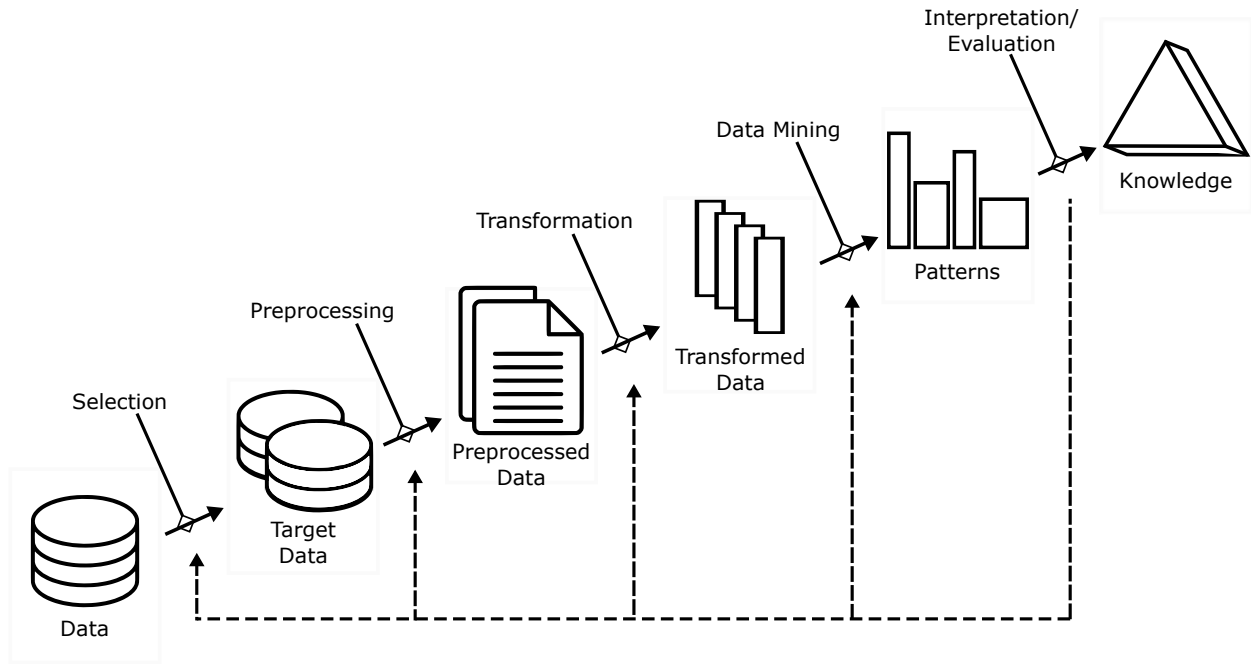 Interpretation/
Evaluation
Knowledge
Data Mining
Patterns
Transformation
Transformed
Data
Preprocessing
Preprocessed
Data
Selection
Target
Data
Data